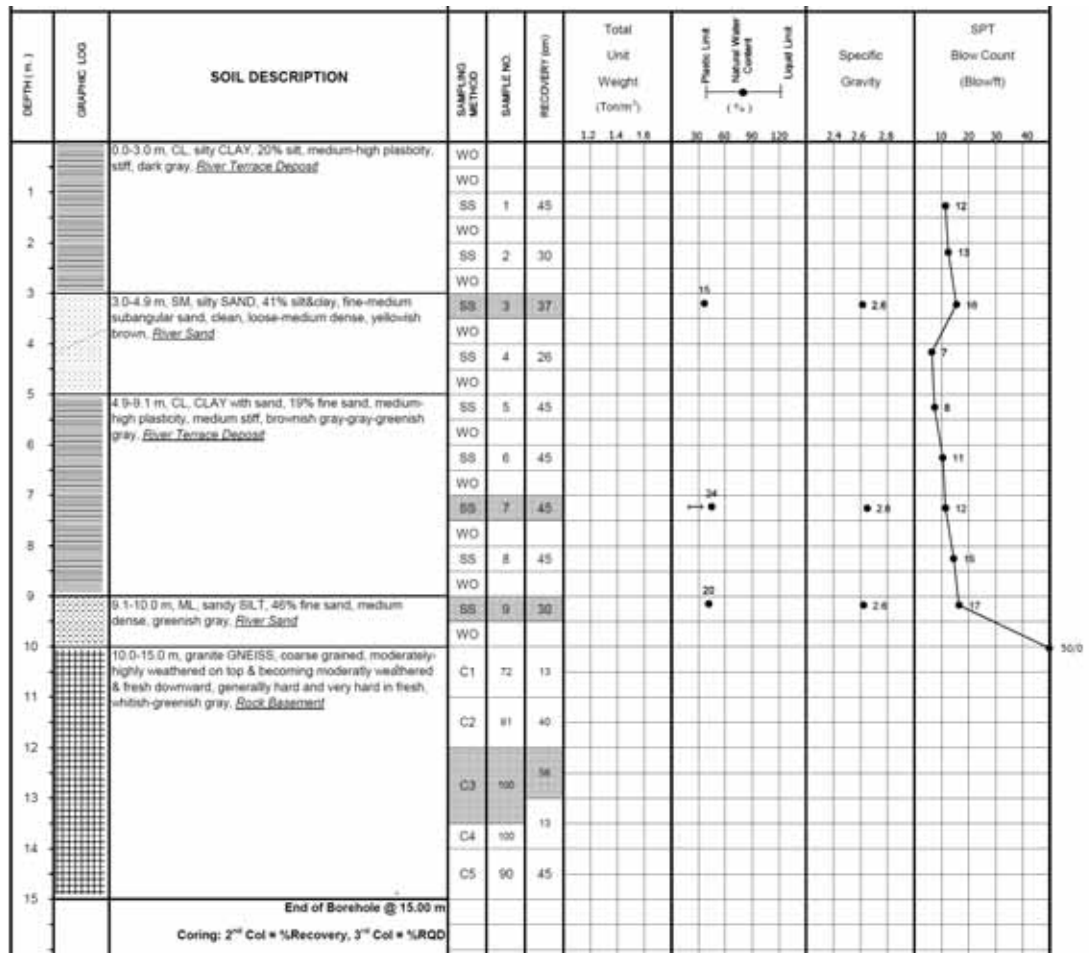 DEPTH ( m. )
GRAPHIC LOG
SOIL DESCRIPTION
SAMPLING METHOD
SAMPLE NO.
RECOVERY (cm)
Total
Unit
Weight
(Ton/m³)
1.2 1.4 1.6
Plastic Limit
Natural Water Content
Liquid Limit
( % )
30 60 90 120
Specific
Gravity
2.4 2.6 2.8
SPT
Blow Count
(Blow/ft)
10 20 30 40
0.0-3.0 m, CL, silty CLAY, 20% silt, medium-high plasticity,
stiff, dark gray, River Terrace Deposit
WO
WO
1
SS 1 45 12
WO
2
SS 2 30 13
WO
3
3.0-4.9 m, SM, silty SAND, 41% silt&clay, fine-medium
subangular sand, clean, loose-medium dense, yellowish
brown, River Sand
SS 3 37 15 2.6 16
WO
4
SS 4 26 7
WO
5
4.9-9.1 m, CL, CLAY with sand, 19% fine sand, medium-
high plasticity, medium stiff, brownish gray-gray-greenish
gray, River Terrace Deposit
SS 5 45 8
WO
6
SS 6 45 11
WO
7
SS 7 45 24 2.6 12
WO
8
SS 8 45 15
WO
9
9.1-10.0 m, ML, sandy SILT, 46% fine sand, medium
dense, greenish gray, River Sand
SS 9 30 20 2.6 17
WO
10
50/0
10.0-15.0 m, granite GNEISS, coarse grained, moderately-
highly weathered on top & becoming moderatly weathered
& fresh downward, generallly hard and very hard in fresh,
whitish-greenish gray, Rock Basement
C1 72 13
11
C2 40
12
C3 100
13
13
C4 100
14
C5 90 45
15
End of Borehole @ 15.00 m
Coring: 2nd Col = %Recovery, 3rd Col = %RQD